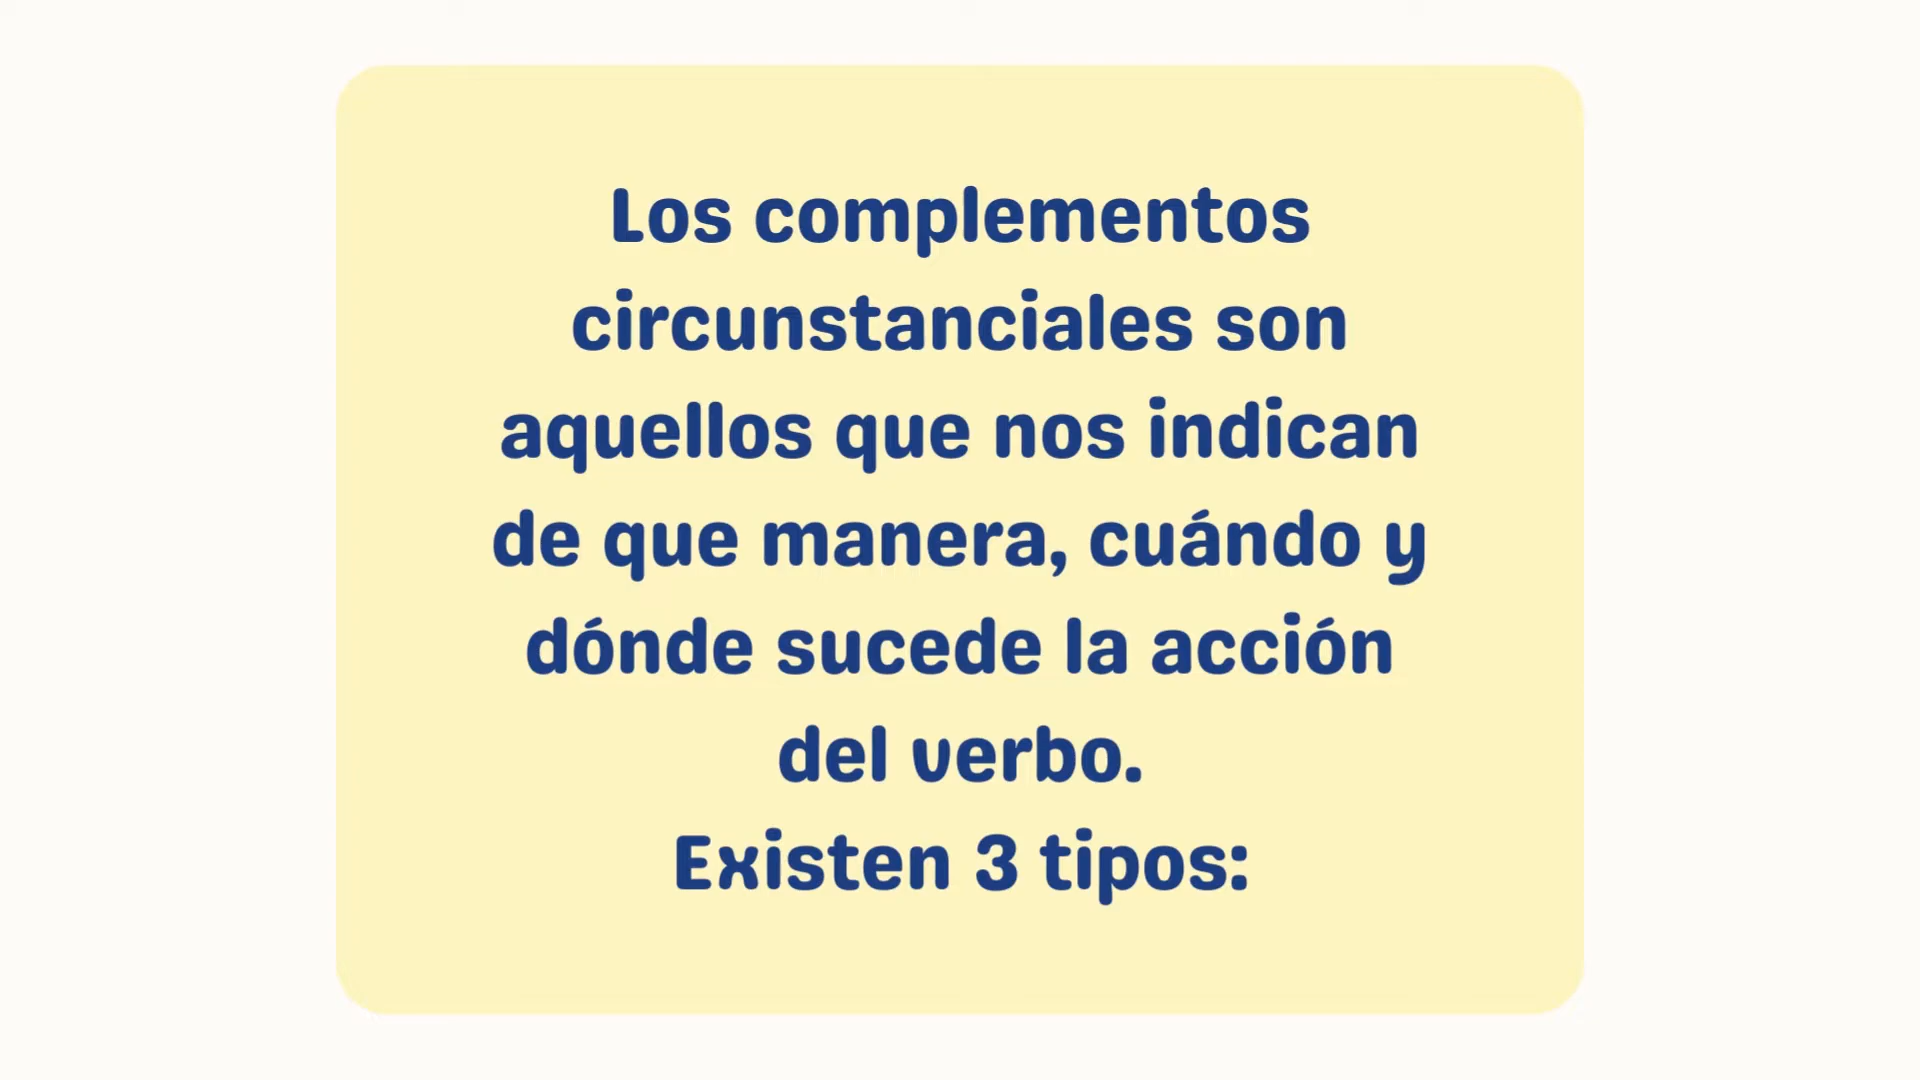 Los complementos
circunstanciales son
aquellos que nos indican
de que manera, cuándo y
dónde sucede la acción
del verbo.
Existen 3 tipos: